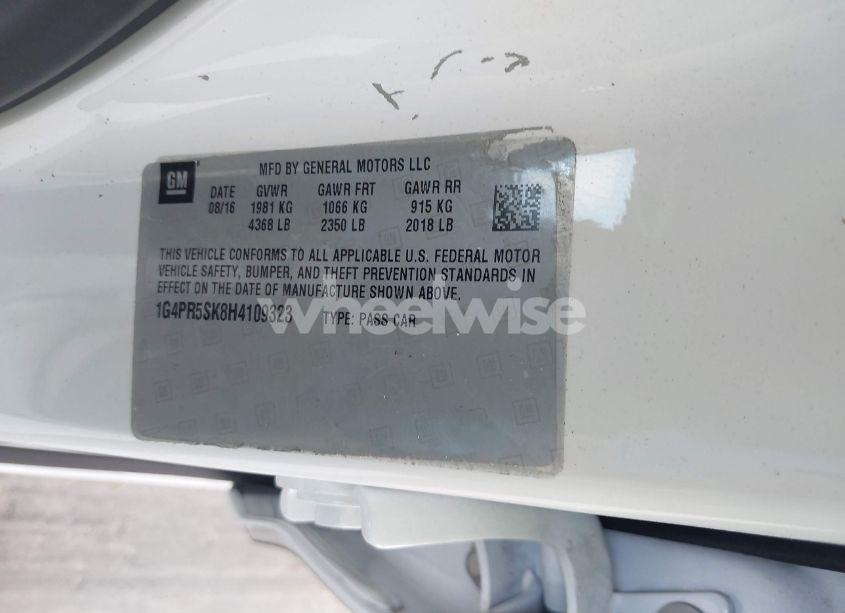 GM
MFD BY GENERAL MOTORS LLC
DATE GVWR GAWR FRT GAWR RR
08/16 1981 KG 1066 KG 915 KG
4368 LB 2350 LB 2018 LB
THIS VEHICLE CONFORMS TO ALL APPLICABLE U.S. FEDERAL MOTOR
VEHICLE SAFETY, BUMPER, AND THEFT PREVENTION STANDARDS IN
EFFECT ON THE DATE OF MANUFACTURE SHOWN ABOVE.
1G4PR5SK8H4109323 TYPE: PASS CAR
wheelwise